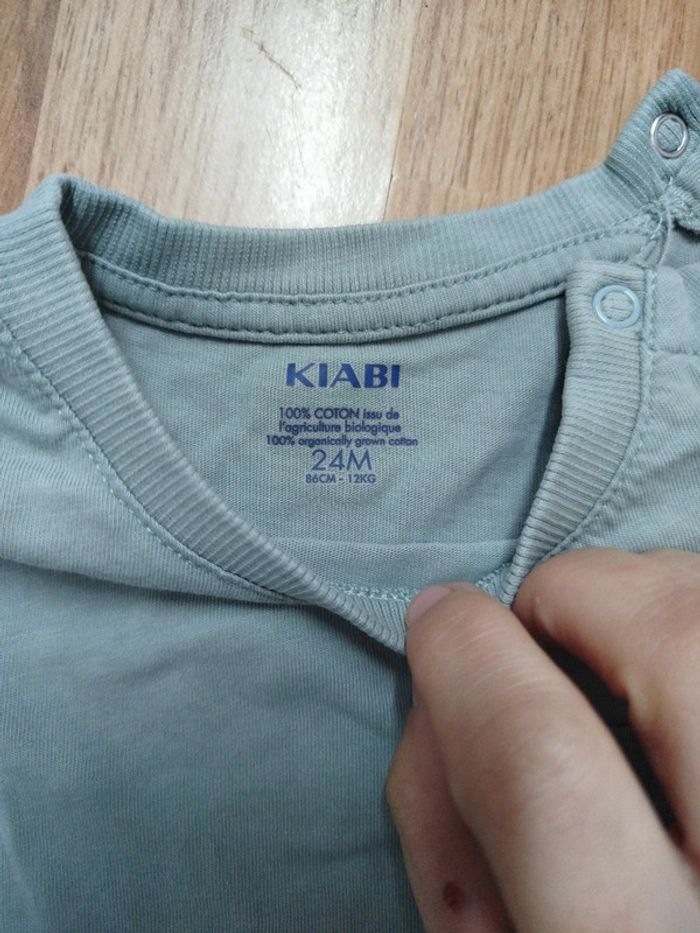 KIABI
100% COTON issu de
l'agriculture biologique
100% organically grown cotton
24M
86CM - 12KG